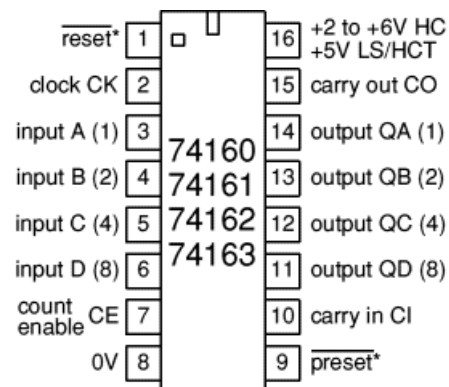 reset* 1
clock CK 2
input A (1) 3
input B (2) 4
input C (4) 5
input D (8) 6
count
enable CE 7
0V 8
74160
74161
74162
74163
16 +2 to +6V HC
+5V LS/HCT
15 carry out CO
14 output QA (1)
13 output QB (2)
12 output QC (4)
11 output QD (8)
10 carry in CI
9 preset*